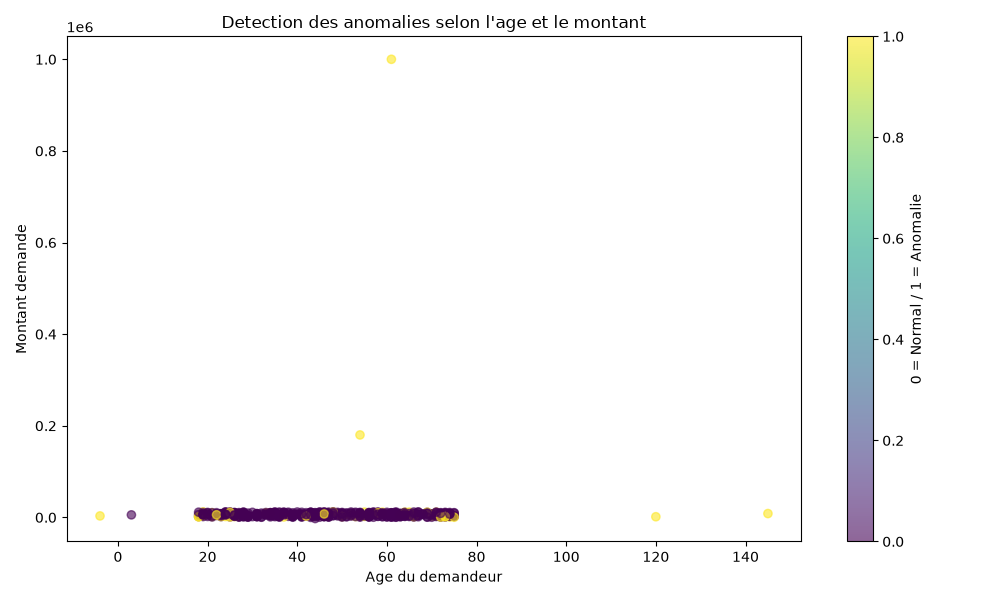 Detection des anomalies selon l'age et le montant
1e6
1.0
0.8
0.6
0.4
0.2
0.0
Montant demande
0 20 40 60 80 100 120 140
Age du demandeur
1.0
0.8
0.6
0.4
0.2
0.0
0 = Normal / 1 = Anomalie